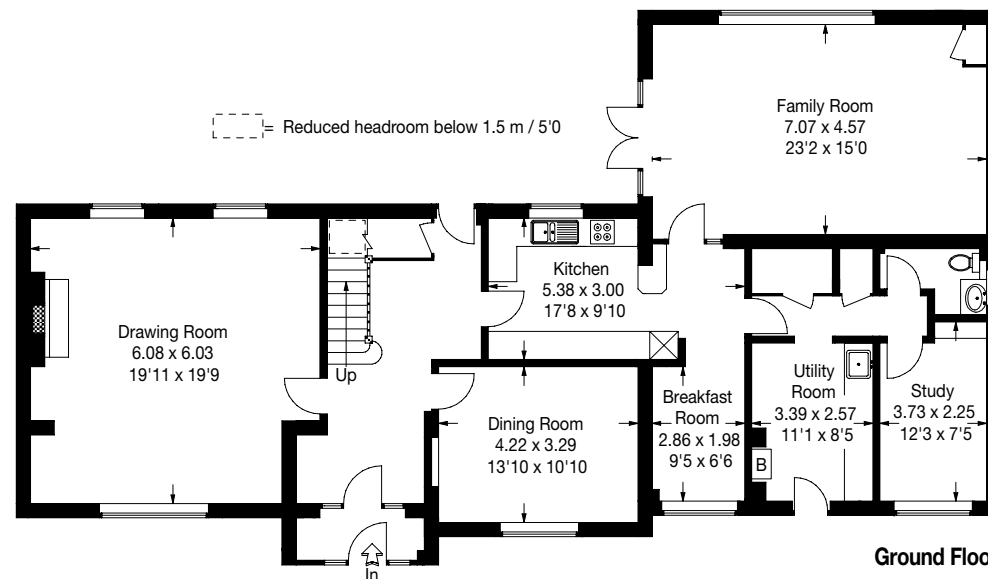 Family Room
7.07 x 4.57
23'2 x 15'0
= Reduced headroom below 1.5 m / 5'0
Kitchen
5.38 x 3.00
17'8 x 9'10
Drawing Room
6.08 x 6.03
19'11 x 19'9
Up
Dining Room
4.22 x 3.29
13'10 x 10'10
Breakfast
Room
2.86 x 1.98
9'5 x 6'6
Utility
Room
3.39 x 2.57
11'1 x 8'5
B
Study
3.73 x 2.25
12'3 x 7'5
In
Ground Floo